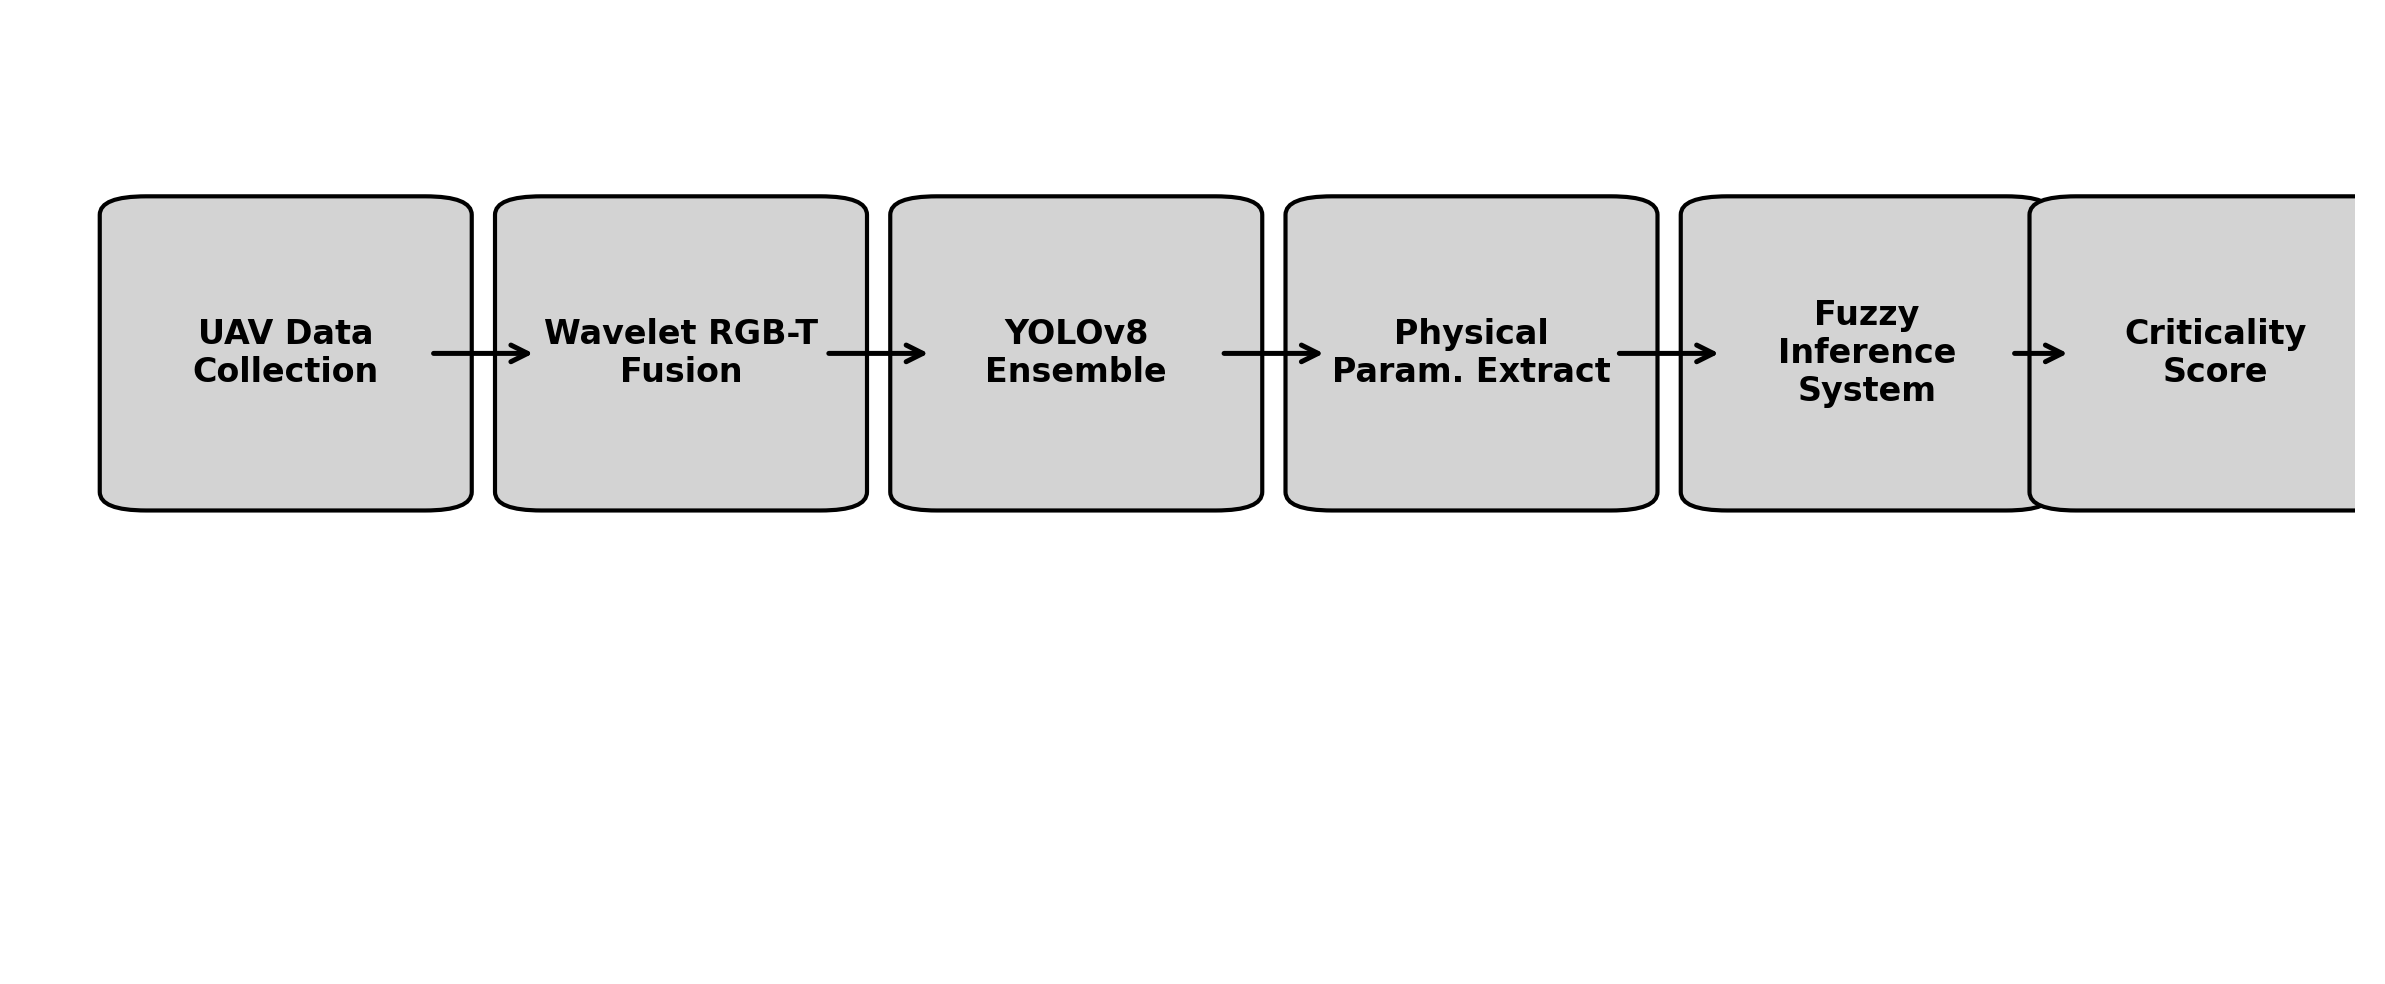 UAV Data
Collection
Wavelet RGB-T
Fusion
YOLOv8
Ensemble
Physical
Param. Extract
Fuzzy
Inference
System
Criticality
Score